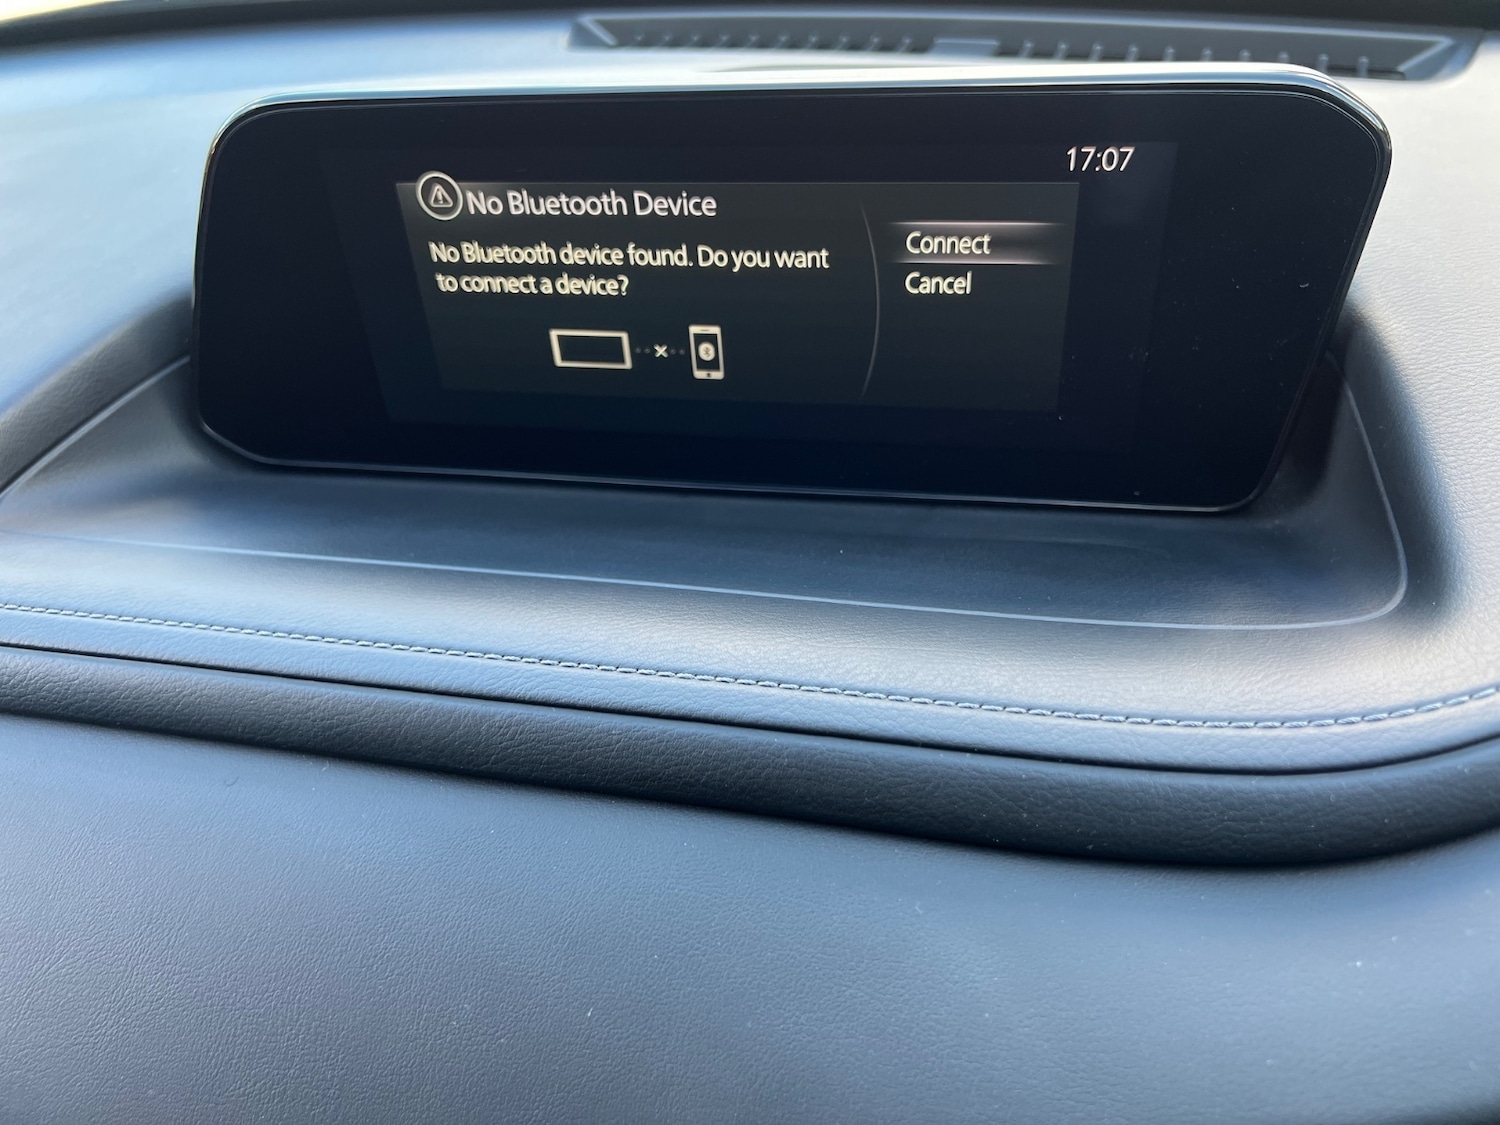 17:07
No Bluetooth Device
No Bluetooth device found. Do you want
to connect a device?
Connect
Cancel